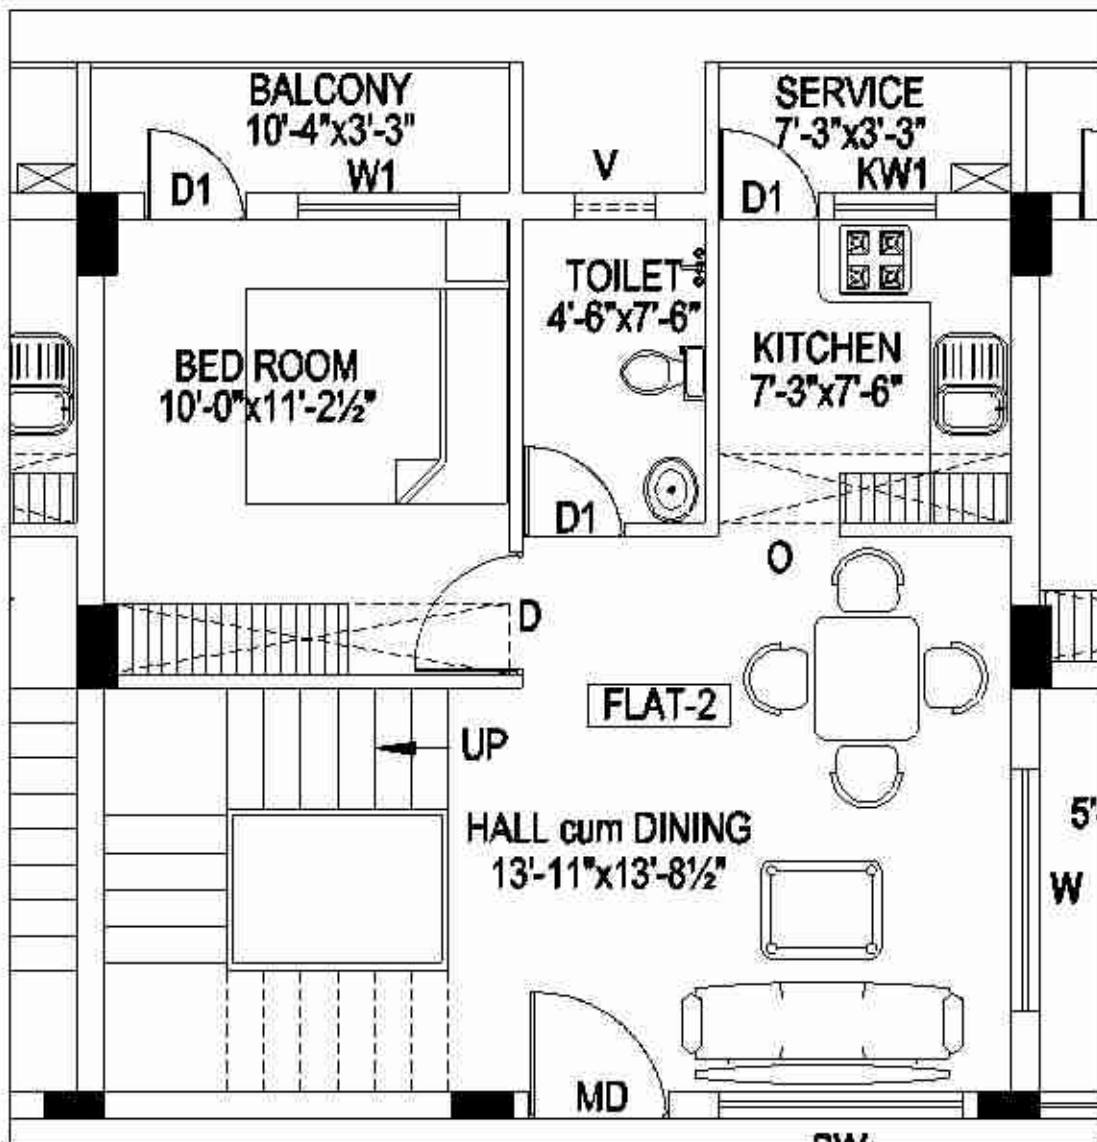 BALCONY
10'-4"x3'-3"
SERVICE
7'-3"x3'-3"
D1
W1
V
D1
KW1
TOILET
4'-6"x7'-6"
BED ROOM
10'-0"x11'-2½"
KITCHEN
7'-3"x7'-6"
D1
O
D
FLAT-2
UP
HALL cum DINING
13'-11"x13'-8½"
5'
W
MD